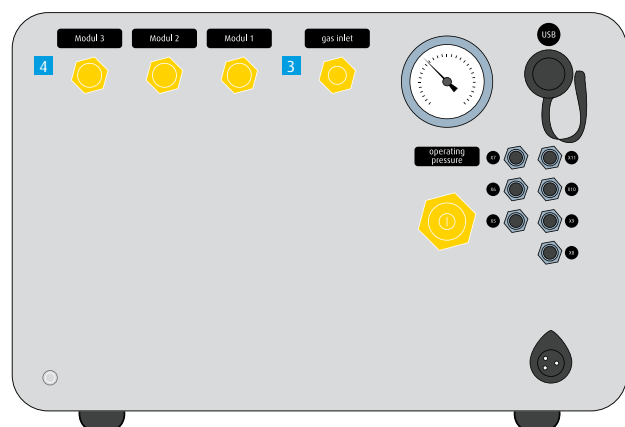 Modul 3
Modul 2
Modul 1
gas inlet
USB
4
3
operating
pressure
X7
X11
X6
X10
X5
X9
X8